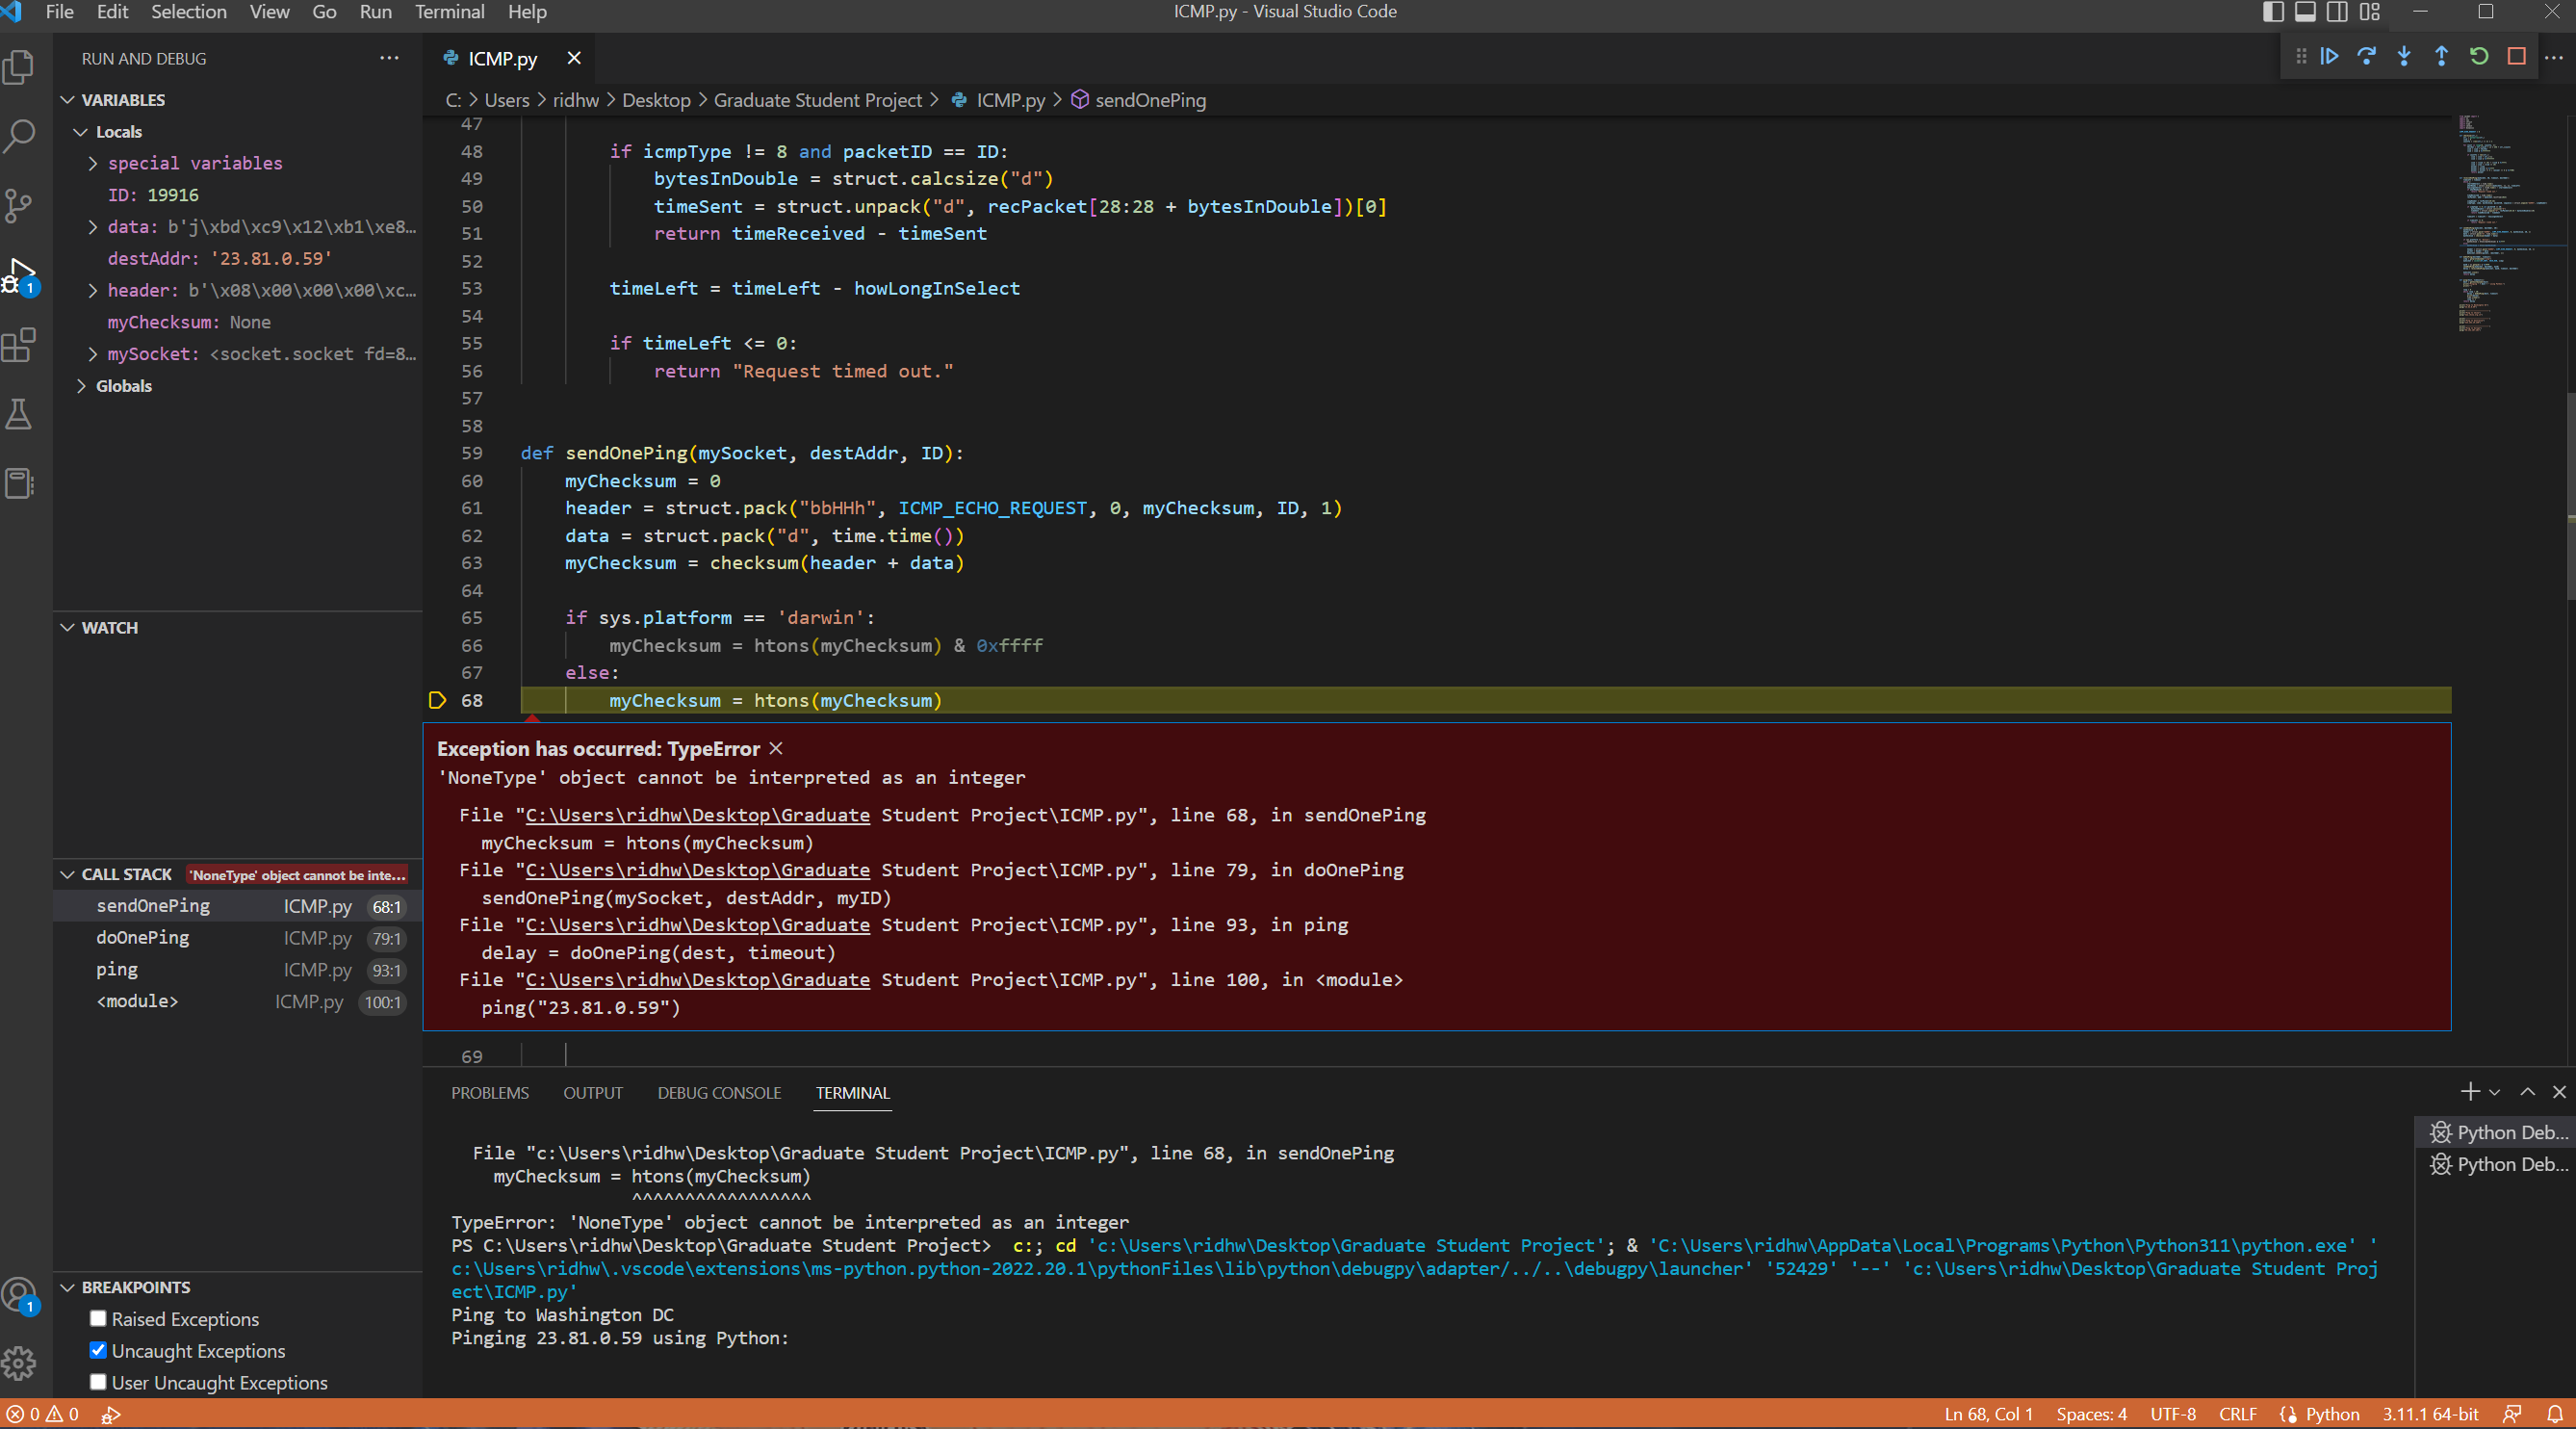 File Edit Selection View Go Run Terminal Help
ICMP.py - Visual Studio Code
RUN AND DEBUG ...
VARIABLES
Locals
special variables
ID: 19916
data: b'j\xbd\xc9\x12\xb1\xe8...
destAddr: '23.81.0.59'
header: b'\x08\x00\x00\x00\xc...
myChecksum: None
mySocket: <socket.socket fd=8...
Globals
WATCH
CALL STACK 'NoneType' object cannot be inte...
sendOnePing ICMP.py 68:1
doOnePing ICMP.py 79:1
ping ICMP.py 93:1
<module> ICMP.py 100:1
BREAKPOINTS
Raised Exceptions
Uncaught Exceptions
User Uncaught Exceptions
1
1
ICMP.py
C: > Users > ridhw > Desktop > Graduate Student Project > ICMP.py > sendOnePing
47
48 if icmpType != 8 and packetID == ID:
49 bytesInDouble = struct.calcsize("d")
50 timeSent = struct.unpack("d", recPacket[28:28 + bytesInDouble])[0]
51 return timeReceived - timeSent
52
53 timeLeft = timeLeft - howLongInSelect
54
55 if timeLeft <= 0:
56 return "Request timed out."
57
58
59 def sendOnePing(mySocket, destAddr, ID):
60 myChecksum = 0
61 header = struct.pack("bbHHh", ICMP_ECHO_REQUEST, 0, myChecksum, ID, 1)
62 data = struct.pack("d", time.time())
63 myChecksum = checksum(header + data)
64
65 if sys.platform == 'darwin':
66 myChecksum = htons(myChecksum) & 0xffff
67 else:
68 myChecksum = htons(myChecksum)
Exception has occurred: TypeError
'NoneType' object cannot be interpreted as an integer
File "C:\Users\ridhw\Desktop\Graduate Student Project\ICMP.py", line 68, in sendOnePing
myChecksum = htons(myChecksum)
File "C:\Users\ridhw\Desktop\Graduate Student Project\ICMP.py", line 79, in doOnePing
sendOnePing(mySocket, destAddr, myID)
File "C:\Users\ridhw\Desktop\Graduate Student Project\ICMP.py", line 93, in ping
delay = doOnePing(dest, timeout)
File "C:\Users\ridhw\Desktop\Graduate Student Project\ICMP.py", line 100, in <module>
ping("23.81.0.59")
69
PROBLEMS OUTPUT DEBUG CONSOLE TERMINAL
File "c:\Users\ridhw\Desktop\Graduate Student Project\ICMP.py", line 68, in sendOnePing
myChecksum = htons(myChecksum)
^^^^^^^^^^^^^^^^^
TypeError: 'NoneType' object cannot be interpreted as an integer
PS C:\Users\ridhw\Desktop\Graduate Student Project> c:; cd 'c:\Users\ridhw\Desktop\Graduate Student Project'; & 'C:\Users\ridhw\AppData\Local\Programs\Python\Python311\python.exe' '
c:\Users\ridhw\.vscode\extensions\ms-python.python-2022.20.1\pythonFiles\lib\python\debugpy\adapter/../..\debugpy\launcher' '52429' '--' 'c:\Users\ridhw\Desktop\Graduate Student Proj
ect\ICMP.py'
Ping to Washington DC
Pinging 23.81.0.59 using Python:
Python Deb...
Python Deb...
0 0
Ln 68, Col 1 Spaces: 4 UTF-8 CRLF Python 3.11.1 64-bit